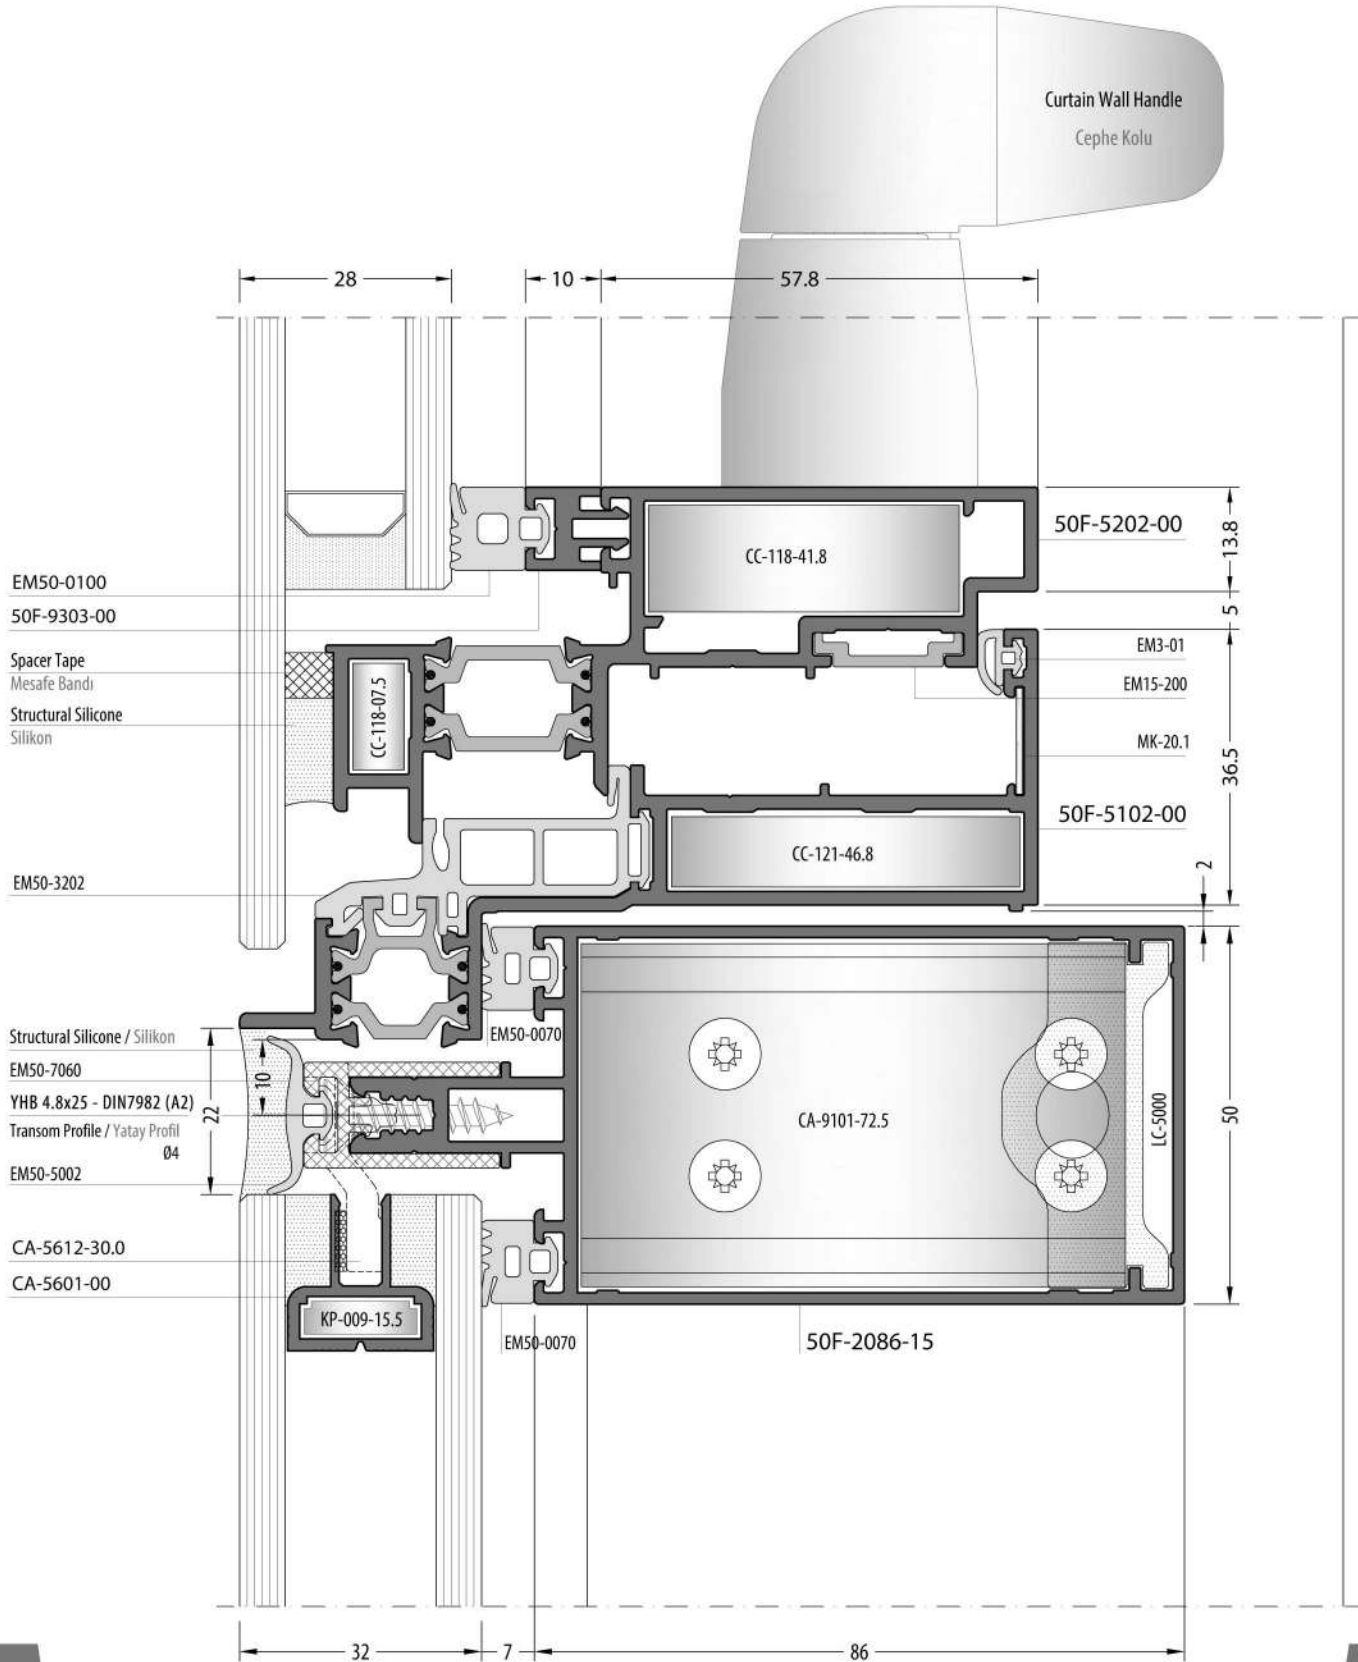 Curtain Wall Handle
Cephe Kolu
28
10
57.8
50F-5202-00
13.8
CC-118-41.8
EM50-0100
50F-9303-00
5
EM3-01
Spacer Tape
Mesafe Bandı
EM15-200
Structural Silicone
Silikon
CC-118-07.5
MK-20.1
36.5
50F-5102-00
CC-121-46.8
2
EM50-3202
Structural Silicone / Silikon
EM50-0070
EM50-7060
10
YHB 4.8x25 - DIN7982 (A2)
22
Transom Profile / Yatay Profil
Ø4
CA-9101-72.5
LC-5000
50
EM50-5002
CA-5612-30.0
CA-5601-00
KP-009-15.5
EM50-0070
50F-2086-15
32
7
86